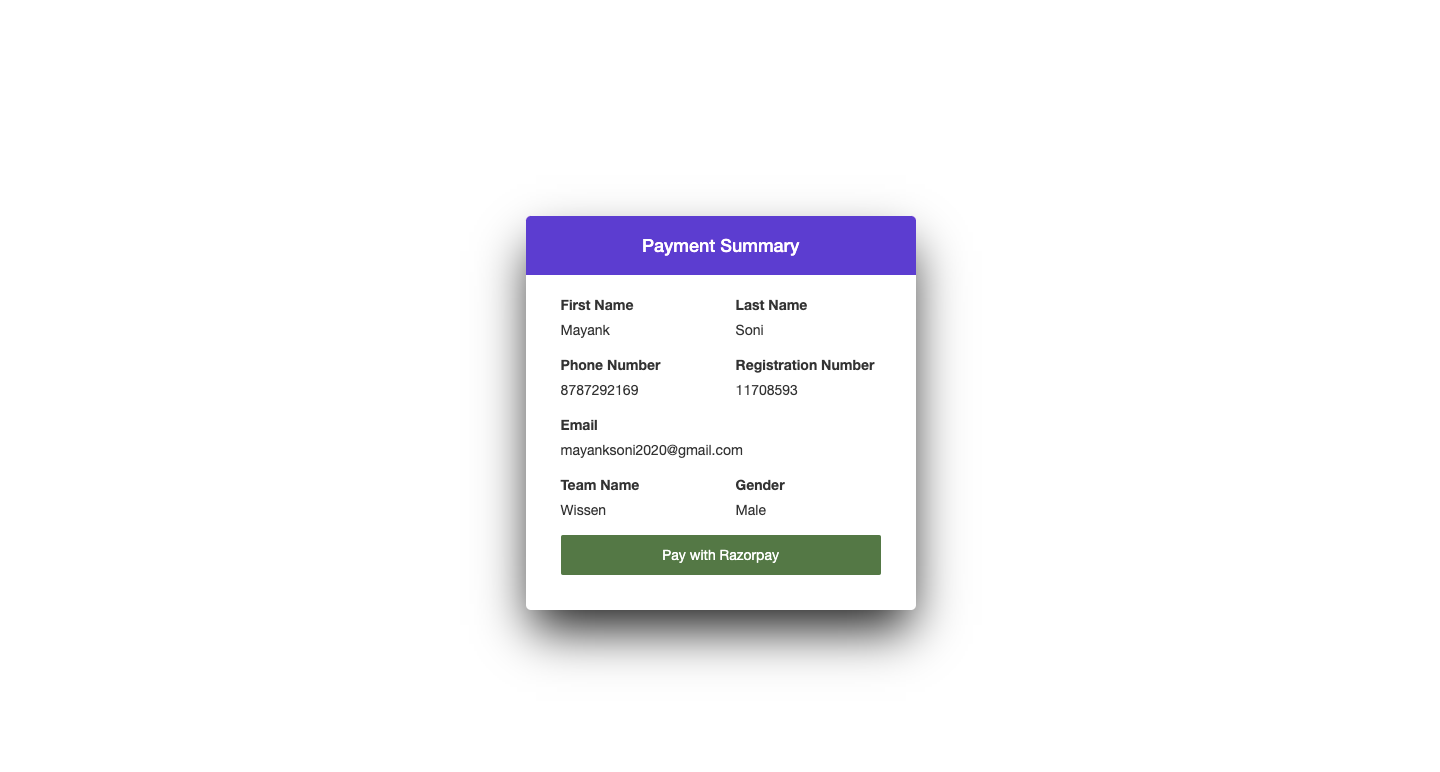 Payment Summary
First Name Last Name
Mayank Soni
Phone Number Registration Number
8787292169 11708593
Email
mayanksoni2020@gmail.com
Team Name Gender
Wissen Male
Pay with Razorpay